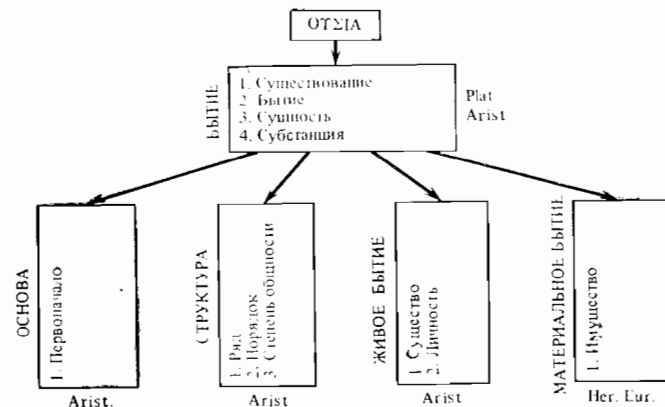 ΟΥΣΙΑ
БЫТИЕ
1. Существование
2 Бытие
3. Сущность
4. Субстанция
Plat
Arist
ОСНОВА
1. Первоначало
Arist.
СТРУКТУРА
1. Ряд
2. Порядок
3. Степень общности
Arist
ЖИВОЕ БЫТИЕ
1 Существо
2. Личность
Arist
МАТЕРИАЛЬНОЕ БЫТИЕ
1. Имущество
Her. Eur.